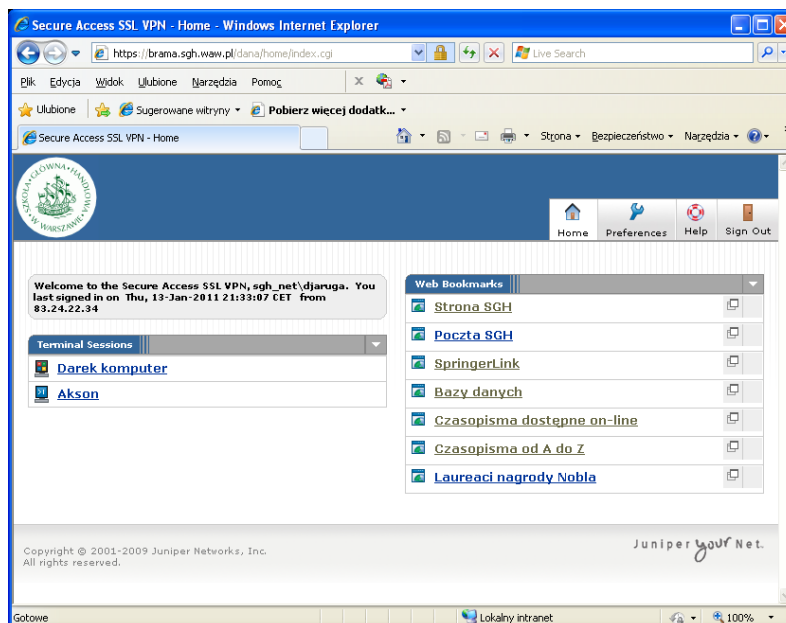 Secure Access SSL VPN - Home - Windows Internet Explorer
https://brama.sgh.waw.pl/dana/home/index.cgi
Live Search
Plik Edycja Widok Ulubione Narzędzia Pomoc
Ulubione Sugerowane witryny Pobierz więcej dodatk...
Secure Access SSL VPN - Home
Strona Bezpieczeństwo Narzędzia
SZKOŁA GŁÓWNA HANDLOWA W WARSZAWIE
Home Preferences Help Sign Out
Welcome to the Secure Access SSL VPN, sgh_net\djaruga. You
last signed in on Thu, 13-Jan-2011 21:33:07 CET from
83.24.22.34
Terminal Sessions
Darek komputer
Akson
Web Bookmarks
Strona SGH
Poczta SGH
SpringerLink
Bazy danych
Czasopisma dostępne on-line
Czasopisma od A do Z
Laureaci nagrody Nobla
Copyright © 2001-2009 Juniper Networks, Inc.
All rights reserved.
Juniper your Net.
Gotowe
Lokalny intranet
100%